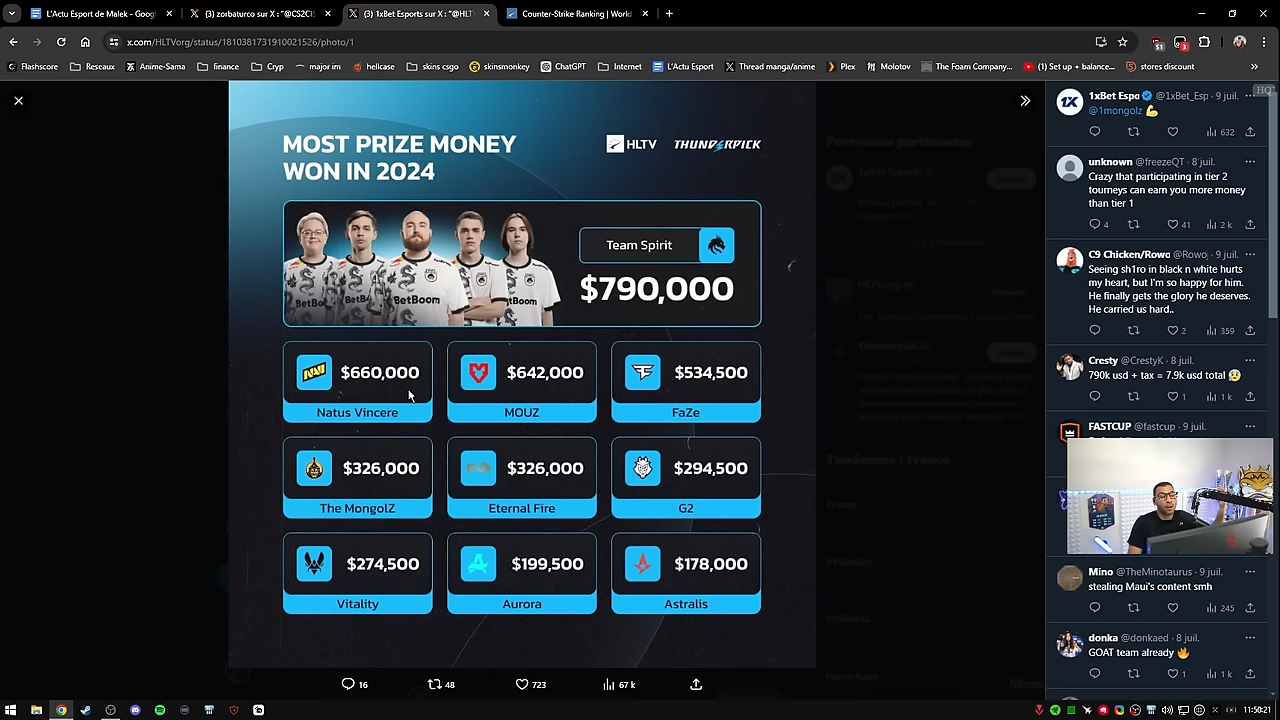 L'Actu Esport de Malek - Goog
(3) zorbaturco sur X : "@CS2CIS
(3) 1xBet Esports sur X : "@HLT
Counter-Strike Ranking | World
x.com/HLTVorg/status/1810381731910021526/photo/1
Flashscore
Reseaux
Anime-Sama
finance
Cryp
major im
hellcase
skins csgo
skinsmonkey
ChatGPT
Internet
L'Actu Esport
Thread manga/anime
Plex
Molotov
The Foam Company...
(1) Set up + balance...
stores discount
MOST PRIZE MONEY
WON IN 2024
HLTV
THUNDERPICK
BetBoom
Team Spirit
$790,000
$660,000
Natus Vincere
$642,000
MOUZ
$534,500
FaZe
$326,000
The MongolZ
$326,000
Eternal Fire
$294,500
G2
$274,500
Vitality
$199,500
Aurora
$178,000
Astralis
16
48
723
67 k
Personnes pertinentes
Tendances : France
HQ
1xBet Espo @1xBet_Esp · 9 juil.
@1mongolz 💪
632
unknown @freezeQT · 8 juil.
Crazy that participating in tier 2
tourneys can earn you more money
than tier 1
4
41
2 k
C9 Chicken/Rowo @Rowo · 9 juil.
Seeing sh1ro in black n white hurts
my heart, but I'm so happy for him.
He finally gets the glory he deserves.
He carried us hard..
2
359
Cresty @CrestyK · 8 juil.
790k usd + tax = 7.9k usd total 😰
1
1 k
FASTCUP @fastcup · 9 juil.
Mino @TheMinotaurus · 9 juil.
stealing Maui's content smh
245
donka @donkaed · 8 juil.
GOAT team already 🔥
1
1 k
11:50:21